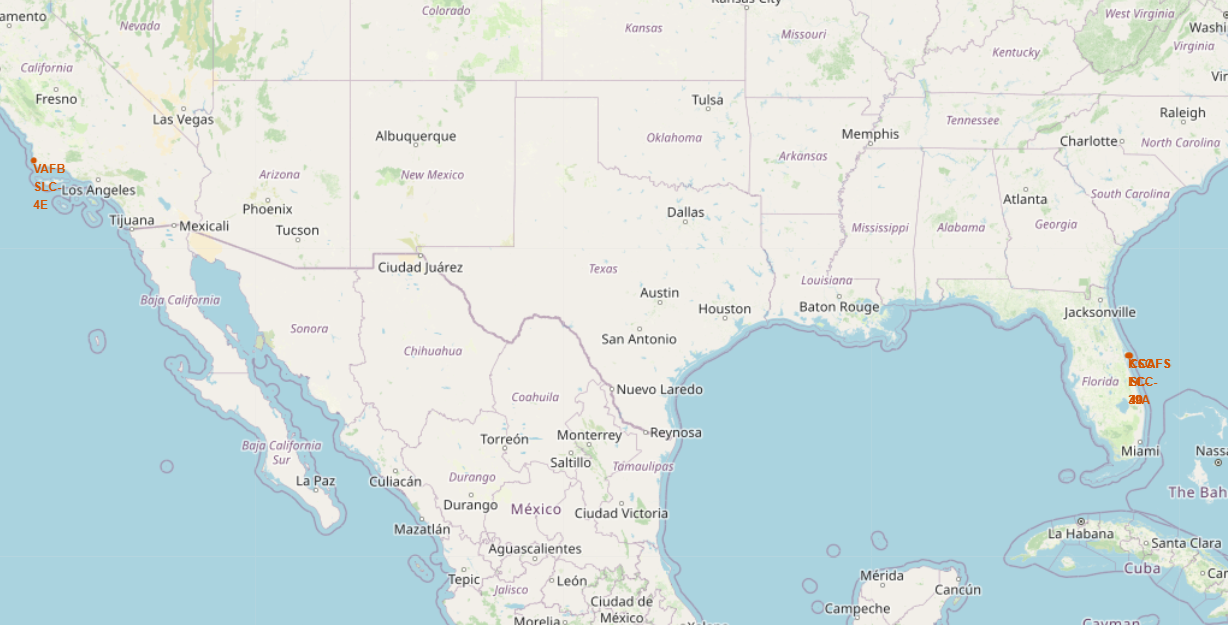 amento
Nevada
Colorado
Kansas
Kansas City
Missouri
West Virginia
Washi
Virginia
Kentucky
California
Fresno
Las Vegas
Vir
Tulsa
Raleigh
Albuquerque
Oklahoma
Memphis
Tennessee
Charlotte
North Carolina
Arkansas
VAFB
SLC-
4E
Los Angeles
Arizona
New Mexico
South Carolina
Atlanta
Phoenix
Dallas
Tijuana
Mexicali
Tucson
Mississippi
Alabama
Georgia
Ciudad Juárez
Texas
Louisiana
Baja California
Austin
Houston
Baton Rouge
Jacksonville
Sonora
San Antonio
Chihuahua
Florida
Nuevo Laredo
Coahuila
Monterrey
Reynosa
Torreón
Baja California
Sur
Saltillo
Tamaulipas
Miami
Nassa
La Paz
Culiacán
Durango
Durango
México
Ciudad Victoria
The Bah
Mazatlán
La Habana
Santa Clara
Aguascalientes
Cuba
Tepic
León
Mérida
Cancún
Car
Jalisco
Ciudad de
México
Campeche
Morelia
Xalapa
Cayman